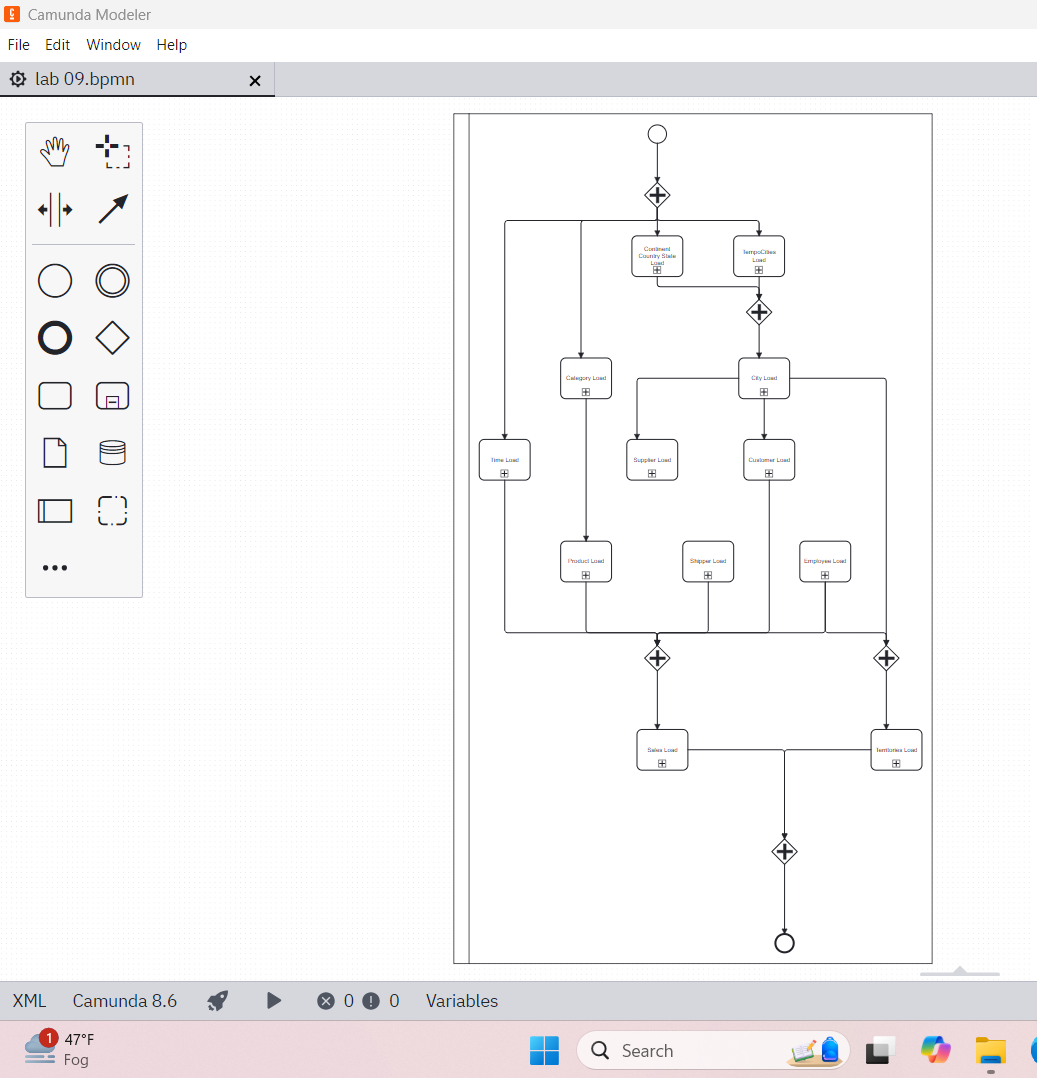 Camunda Modeler
File Edit Window Help
lab 09.bpmn
Continent
Country State
Load
TempoCities
Load
Category Load
City Load
Time Load
Supplier Load
Customer Load
Product Load
Shipper Load
Employee Load
Sales Load
Territories Load
XML Camunda 8.6 0 0 Variables
1
47°F
Fog
Search